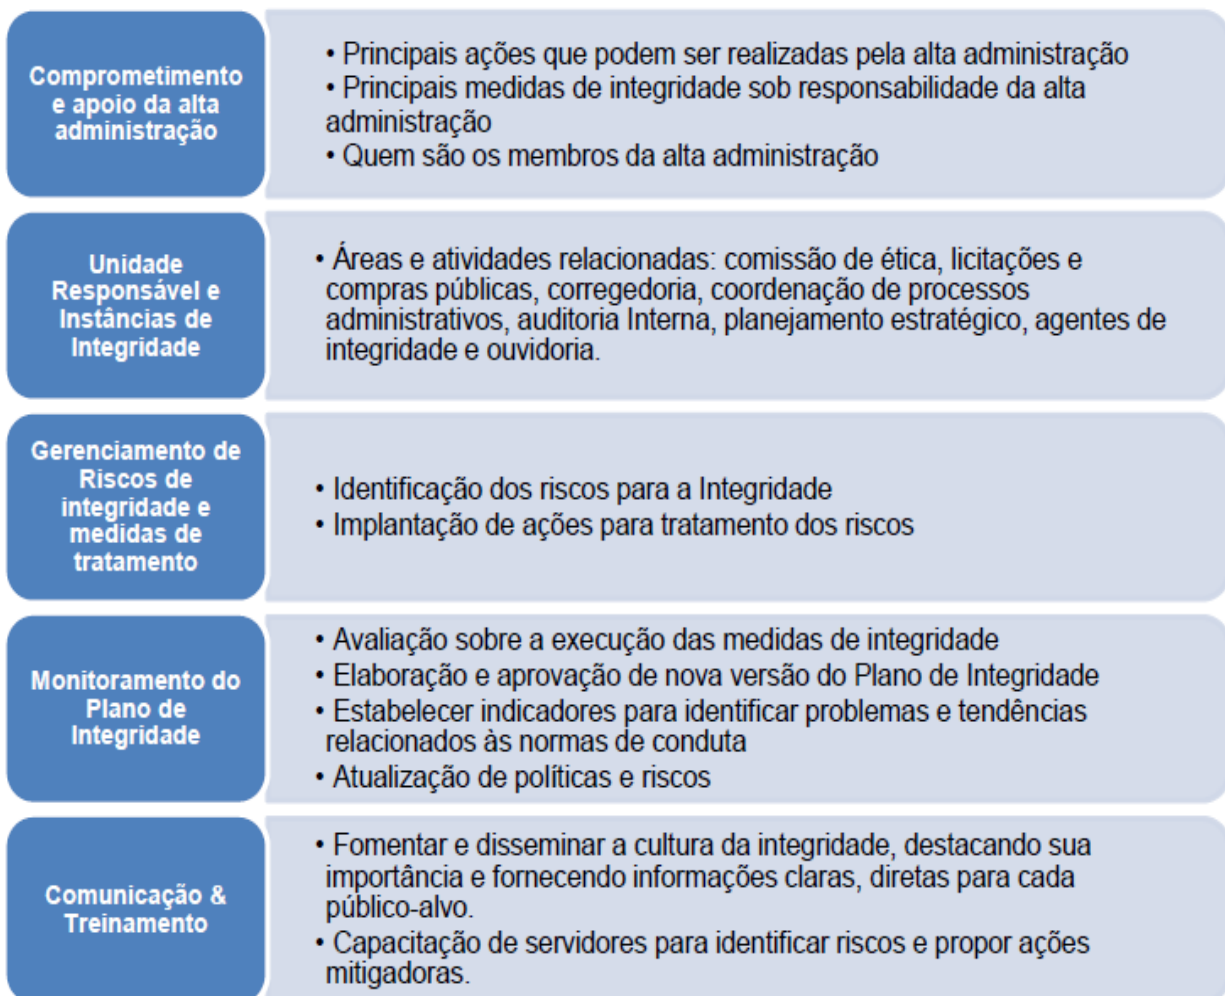 Comprometimento
e apoio da alta
administração
• Principais ações que podem ser realizadas pela alta administração
• Principais medidas de integridade sob responsabilidade da alta
administração
• Quem são os membros da alta administração
Unidade
Responsável e
Instâncias de
Integridade
• Áreas e atividades relacionadas: comissão de ética, licitações e
compras públicas, corregedoria, coordenação de processos
administrativos, auditoria Interna, planejamento estratégico, agentes de
integridade e ouvidoria.
Gerenciamento de
Riscos de
integridade e
medidas de
tratamento
• Identificação dos riscos para a Integridade
• Implantação de ações para tratamento dos riscos
Monitoramento do
Plano de
Integridade
• Avaliação sobre a execução das medidas de integridade
• Elaboração e aprovação de nova versão do Plano de Integridade
• Estabelecer indicadores para identificar problemas e tendências
relacionados às normas de conduta
• Atualização de políticas e riscos
Comunicação &
Treinamento
• Fomentar e disseminar a cultura da integridade, destacando sua
importância e fornecendo informações claras, diretas para cada
público-alvo.
• Capacitação de servidores para identificar riscos e propor ações
mitigadoras.